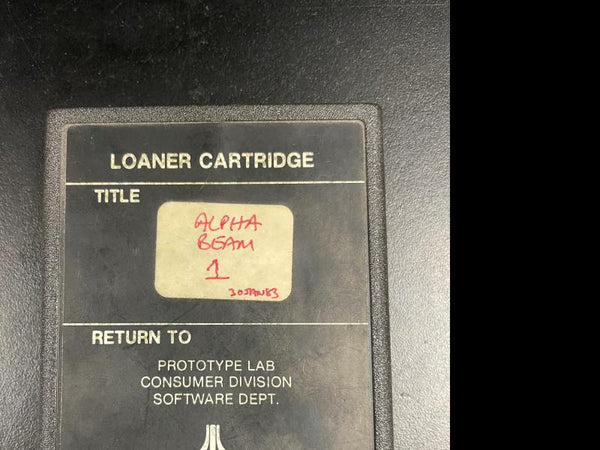 LOANER CARTRIDGE
TITLE
ALPHA
BEAM
1
30JAN83
RETURN TO
PROTOTYPE LAB
CONSUMER DIVISION
SOFTWARE DEPT.